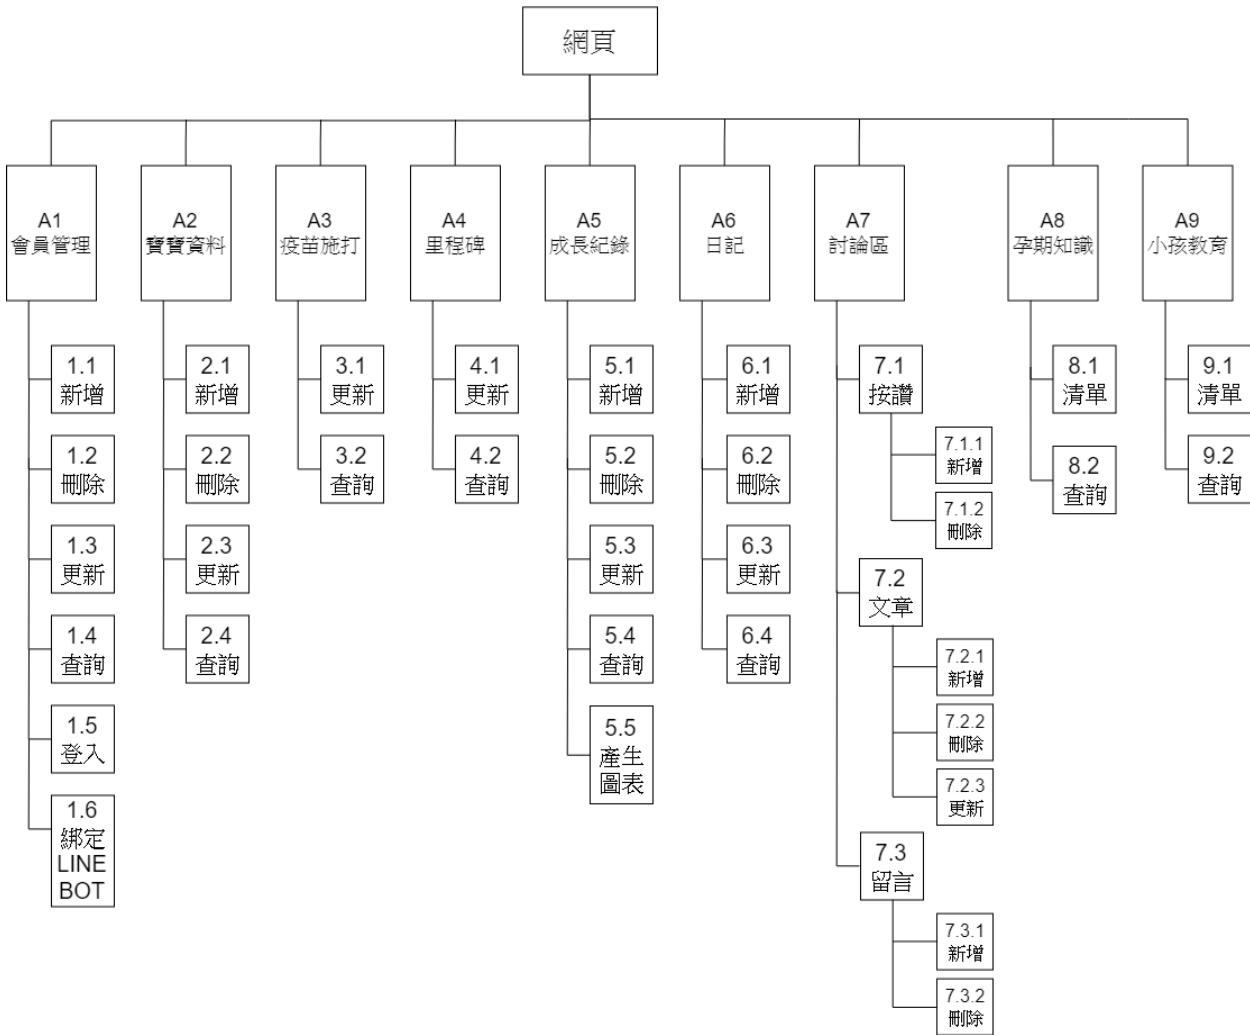 網頁
A1
會員管理
1.1
新增
1.2
刪除
1.3
更新
1.4
查詢
1.5
登入
1.6
綁定
LINE
BOT
A2
寶寶資料
2.1
新增
2.2
刪除
2.3
更新
2.4
查詢
A3
疫苗施打
3.1
更新
3.2
查詢
A4
里程碑
4.1
更新
4.2
查詢
A5
成長紀錄
5.1
新增
5.2
刪除
5.3
更新
5.4
查詢
5.5
產生
圖表
A6
日記
6.1
新增
6.2
刪除
6.3
更新
6.4
查詢
A7
討論區
7.1
按讚
7.1.1
新增
7.1.2
刪除
7.2
文章
7.2.1
新增
7.2.2
刪除
7.2.3
更新
7.3
留言
7.3.1
新增
7.3.2
刪除
A8
孕期知識
8.1
清單
8.2
查詢
A9
小孩教育
9.1
清單
9.2
查詢